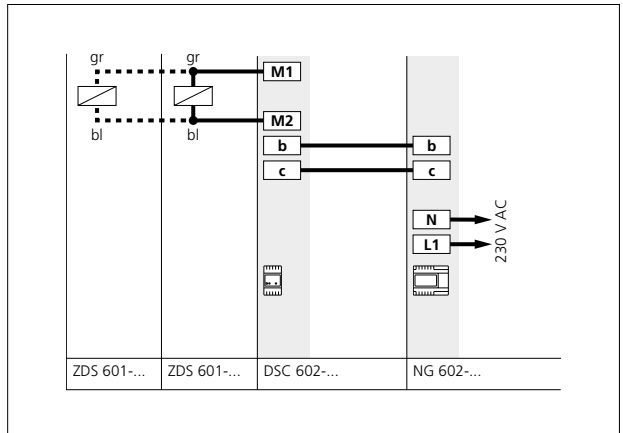 gr
gr
M1
M2
bl
bl
b
b
c
c
N
L1
230 V AC
ZDS 601-...
ZDS 601-...
DSC 602-...
NG 602-...